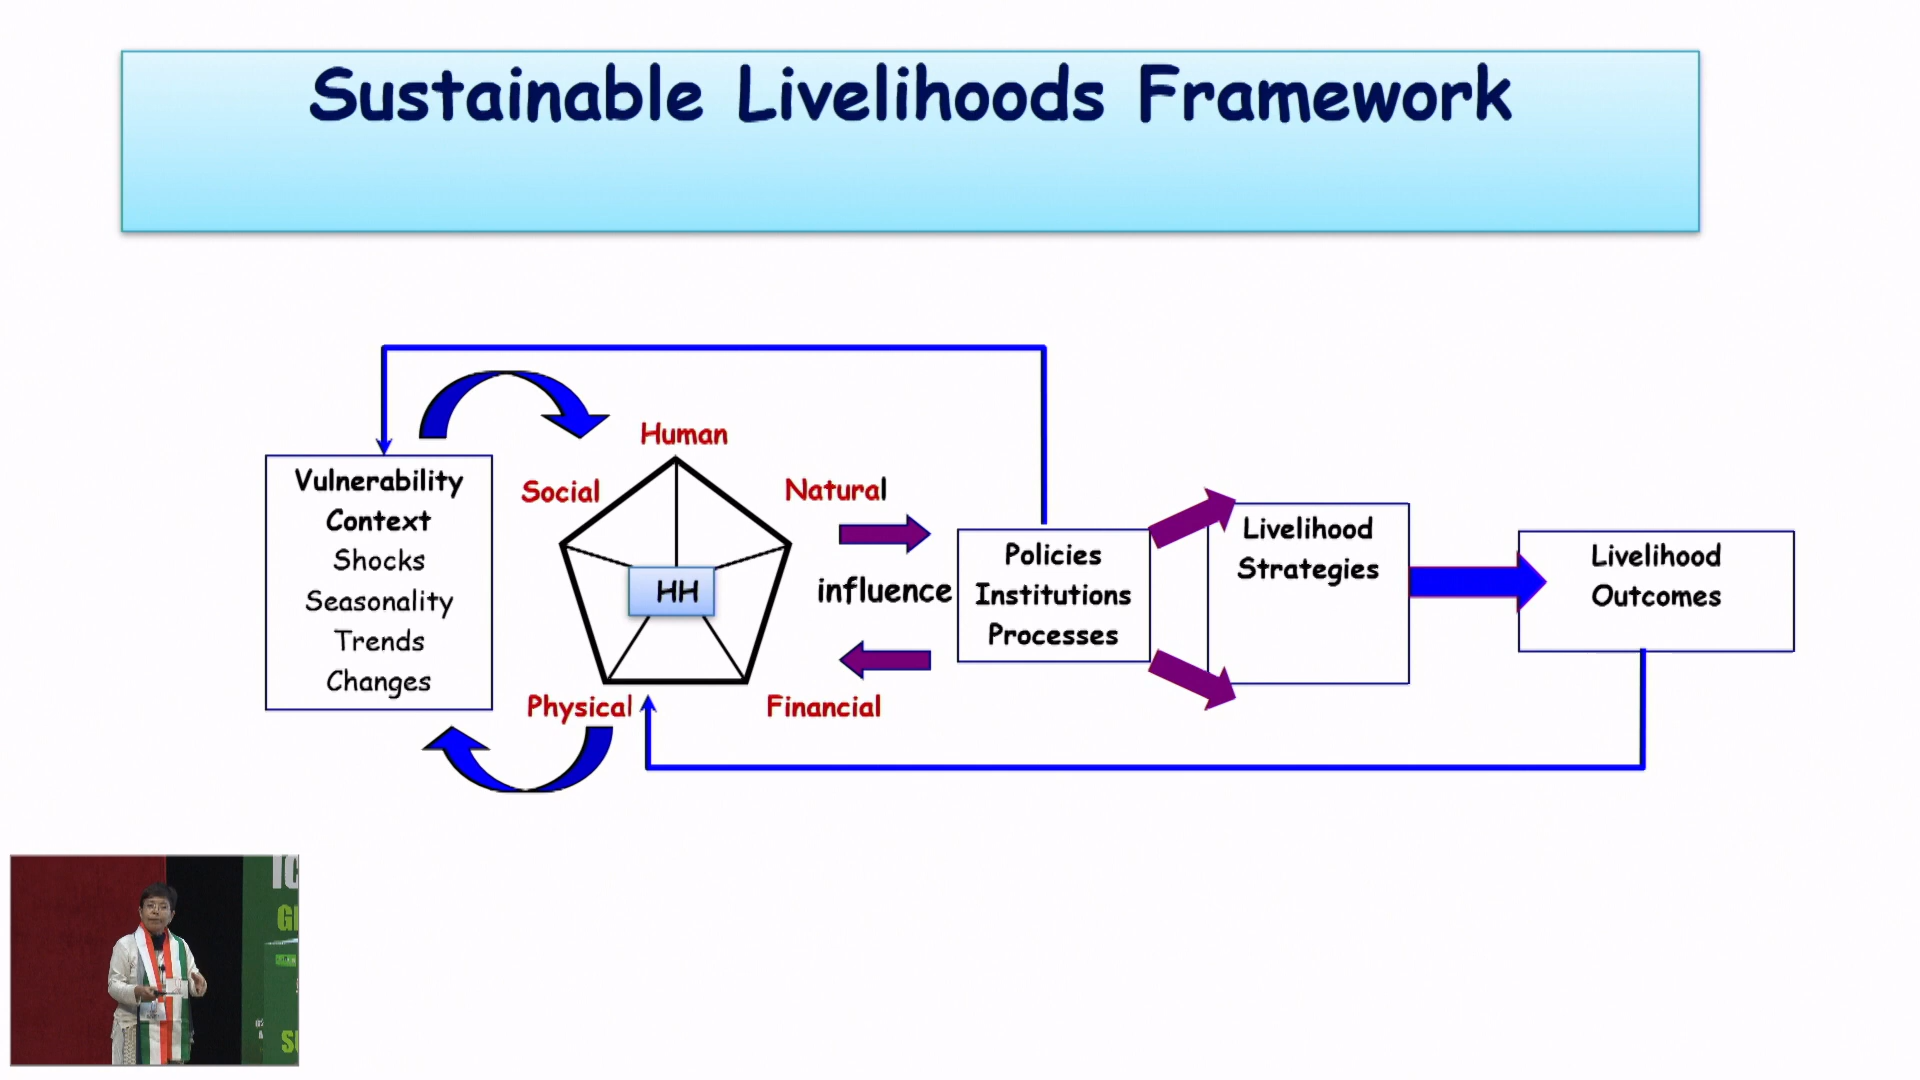 Sustainable Livelihoods Framework
Human
Social
Natural
Vulnerability
Context
Shocks
Seasonality
Trends
Changes
HH
influence
Physical
Financial
Policies
Institutions
Processes
Livelihood
Strategies
Livelihood
Outcomes